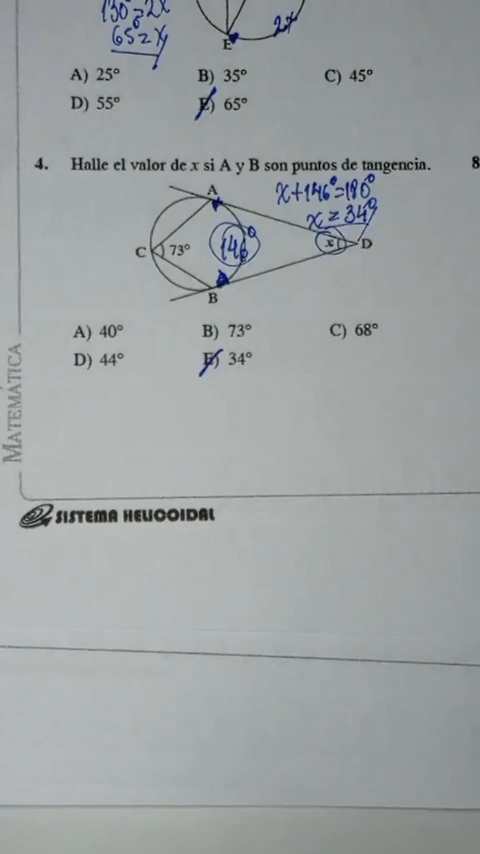 130°=2x
65°=x
E
2x
A) 25° B) 35° C) 45°
D) 55° E) 65°
4. Halle el valor de x si A y B son puntos de tangencia. 8
x+146°=180°
x=34°
A
C 73° 146° x D
B
A) 40° B) 73° C) 68°
D) 44° E) 34°
MATEMÁTICA
SISTEMA HELICOIDAL